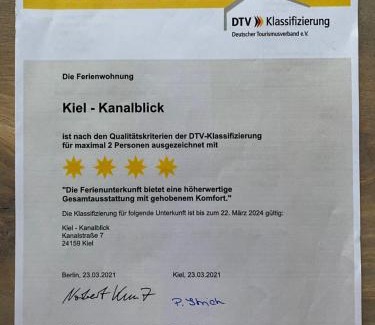 DTV Klassifizierung
Deutscher Tourismusverband e.V.
Die Ferienwohnung
Kiel - Kanalblick
ist nach den Qualitätskriterien der DTV-Klassifizierung
für maximal 2 Personen ausgezeichnet mit
"Die Ferienunterkunft bietet eine höherwertige
Gesamtausstattung mit gehobenem Komfort."
Die Klassifizierung für folgende Unterkunft ist bis zum 22. März 2024 gültig:
Kiel - Kanalblick
Kanalstraße 7
24159 Kiel
Berlin, 23.03.2021 Kiel, 23.03.2021